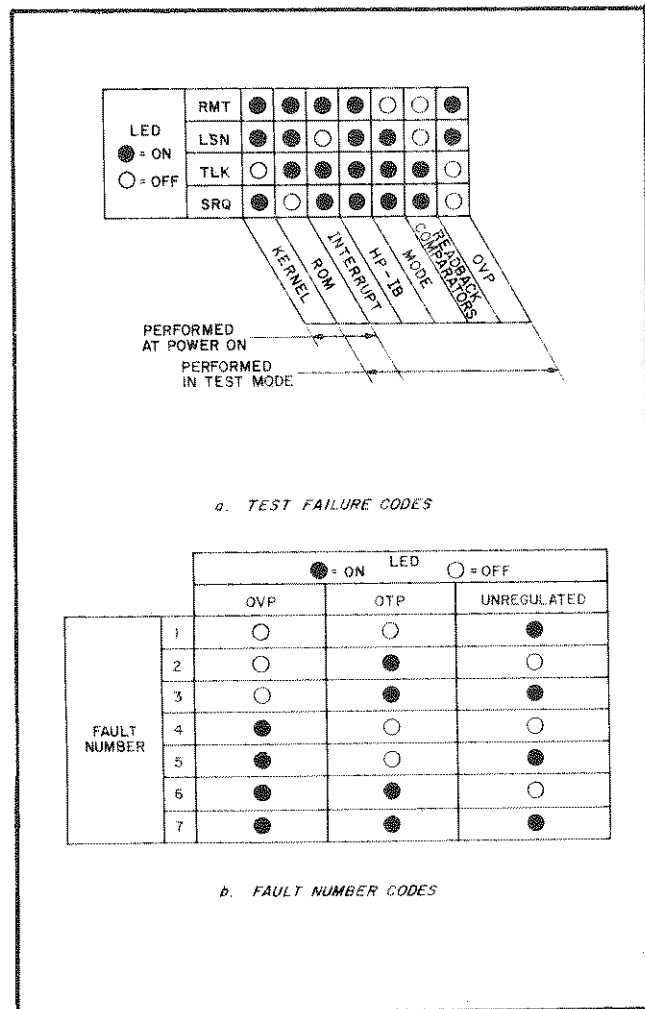 RMT
LED
● = ON
○ = OFF
LSN
TLK
SRQ
KERNEL
ROM
INTERRUPT
HP-IB
MODE
READBACK
COMPARATORS
OVP
PERFORMED
AT POWER ON
PERFORMED
IN TEST MODE
a. TEST FAILURE CODES
LED
● = ON ○ = OFF
OVP OTP UNREGULATED
FAULT
NUMBER
1
2
3
4
5
6
7
b. FAULT NUMBER CODES